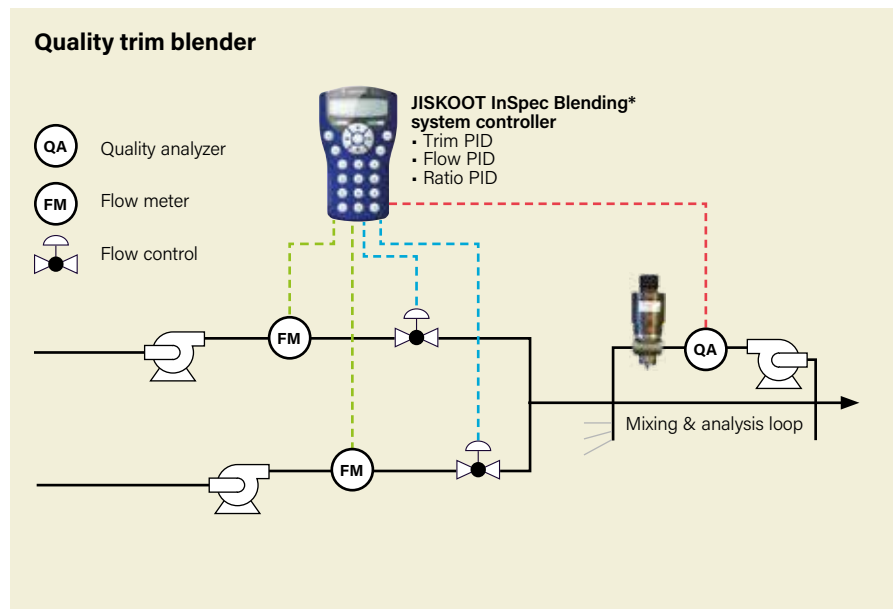 Quality trim blender
QA
Quality analyzer
FM
Flow meter
Flow control
JISKOOT InSpec Blending*
system controller
▪ Trim PID
▪ Flow PID
▪ Ratio PID
FM
QA
Mixing & analysis loop
FM